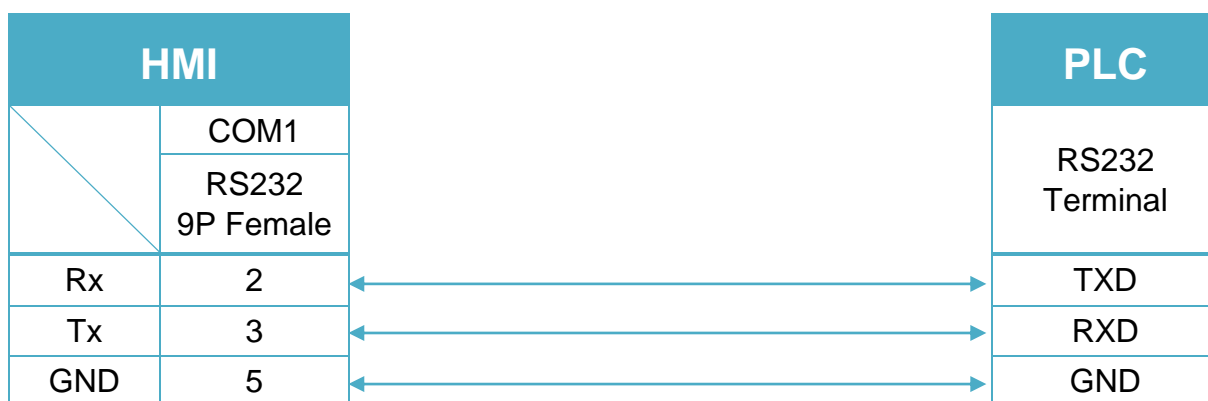 HMI
PLC
COM1
RS232
9P Female
RS232
Terminal
Rx 2 TXD
Tx 3 RXD
GND 5 GND